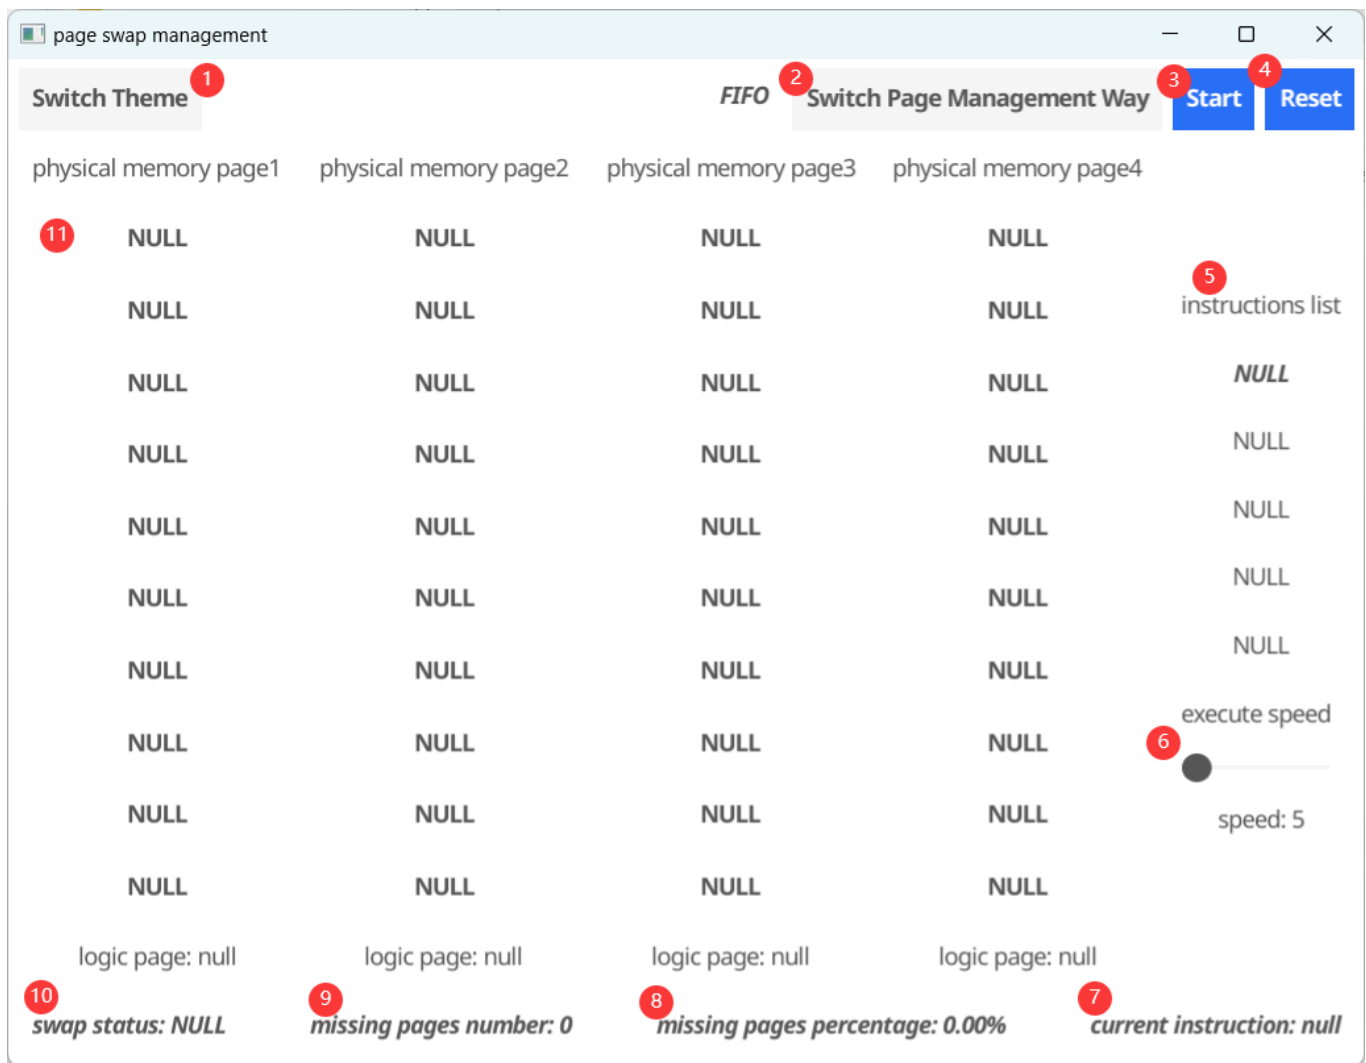 page swap management
1
2
3
4
Switch Theme
FIFO
Switch Page Management Way
Start
Reset
physical memory page1
physical memory page2
physical memory page3
physical memory page4
11
NULL NULL NULL NULL
NULL NULL NULL NULL
NULL NULL NULL NULL
NULL NULL NULL NULL
NULL NULL NULL NULL
NULL NULL NULL NULL
NULL NULL NULL NULL
NULL NULL NULL NULL
NULL NULL NULL NULL
NULL NULL NULL NULL
logic page: null
logic page: null
logic page: null
logic page: null
5
instructions list
NULL
NULL
NULL
NULL
NULL
execute speed
6
speed: 5
10
swap status: NULL
9
missing pages number: 0
8
missing pages percentage: 0.00%
7
current instruction: null